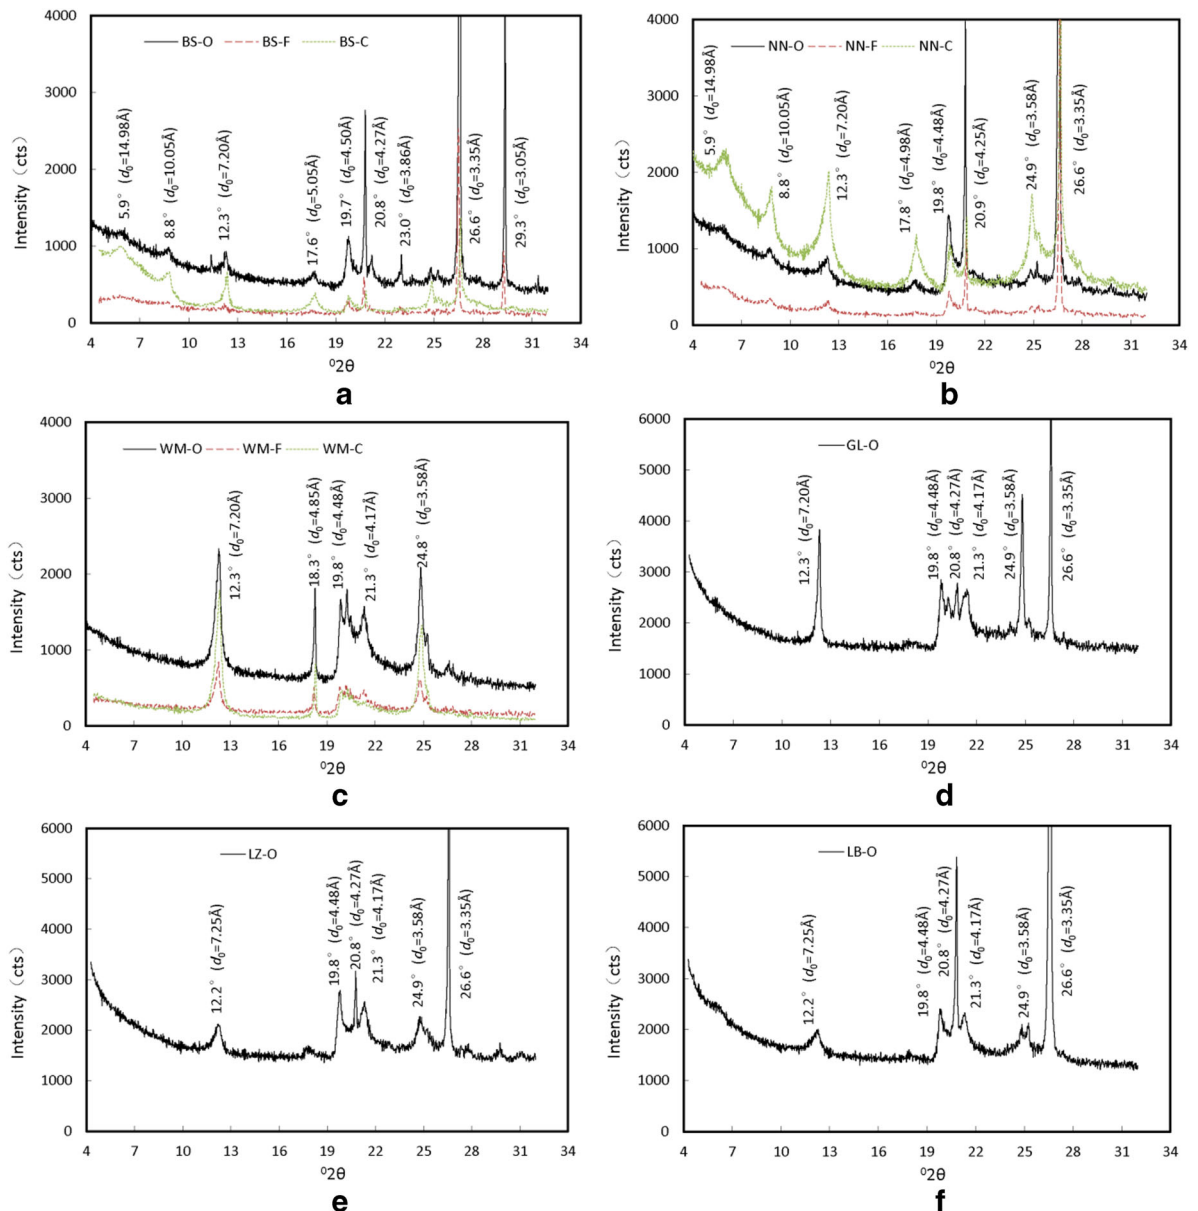 4000
3000
2000
1000
0
Intensity（cts）
BS-O BS-F BS-C
5.9° (d0=14.98Å)
8.8° (d0=10.05Å)
12.3° (d0=7.20Å)
17.6° (d0=5.05Å)
19.7° (d0=4.50Å)
20.8° (d0=4.27Å)
23.0° (d0=3.86Å)
26.6° (d0=3.35Å)
29.3° (d0=3.05Å)
4 7 10 13 16 19 22 25 28 31 34
⁰2θ
a
4000
3000
2000
1000
0
Intensity（cts）
NN-O NN-F NN-C
5.9° (d0=14.98Å)
8.8° (d0=10.05Å)
12.3° (d0=7.20Å)
17.8° (d0=4.98Å)
19.8° (d0=4.48Å)
20.9° (d0=4.25Å)
24.9° (d0=3.58Å)
26.6° (d0=3.35Å)
4 7 10 13 16 19 22 25 28 31 34
⁰2θ
b
4000
3000
2000
1000
0
Intensity（cts）
WM-O WM-F WM-C
12.3° (d0=7.20Å)
18.3° (d0=4.85Å)
19.8° (d0=4.48Å)
21.3° (d0=4.17Å)
24.8° (d0=3.58Å)
4 7 10 13 16 19 22 25 28 31 34
⁰2θ
c
6000
5000
4000
3000
2000
1000
0
Intensity（cts）
GL-O
12.3° (d0=7.20Å)
19.8° (d0=4.48Å)
20.8° (d0=4.27Å)
21.3° (d0=4.17Å)
24.9° (d0=3.58Å)
26.6° (d0=3.35Å)
4 7 10 13 16 19 22 25 28 31 34
⁰2θ
d
6000
5000
4000
3000
2000
1000
0
Intensity（cts）
LZ-O
12.2° (d0=7.25Å)
19.8° (d0=4.48Å)
20.8° (d0=4.27Å)
21.3° (d0=4.17Å)
24.9° (d0=3.58Å)
26.6° (d0=3.35Å)
4 7 10 13 16 19 22 25 28 31 34
⁰2θ
e
6000
5000
4000
3000
2000
1000
0
Intensity（cts）
LB-O
12.2° (d0=7.25Å)
19.8° (d0=4.48Å)
20.8° (d0=4.27Å)
21.3° (d0=4.17Å)
24.9° (d0=3.58Å)
26.6° (d0=3.35Å)
4 7 10 13 16 19 22 25 28 31 34
⁰2θ
f